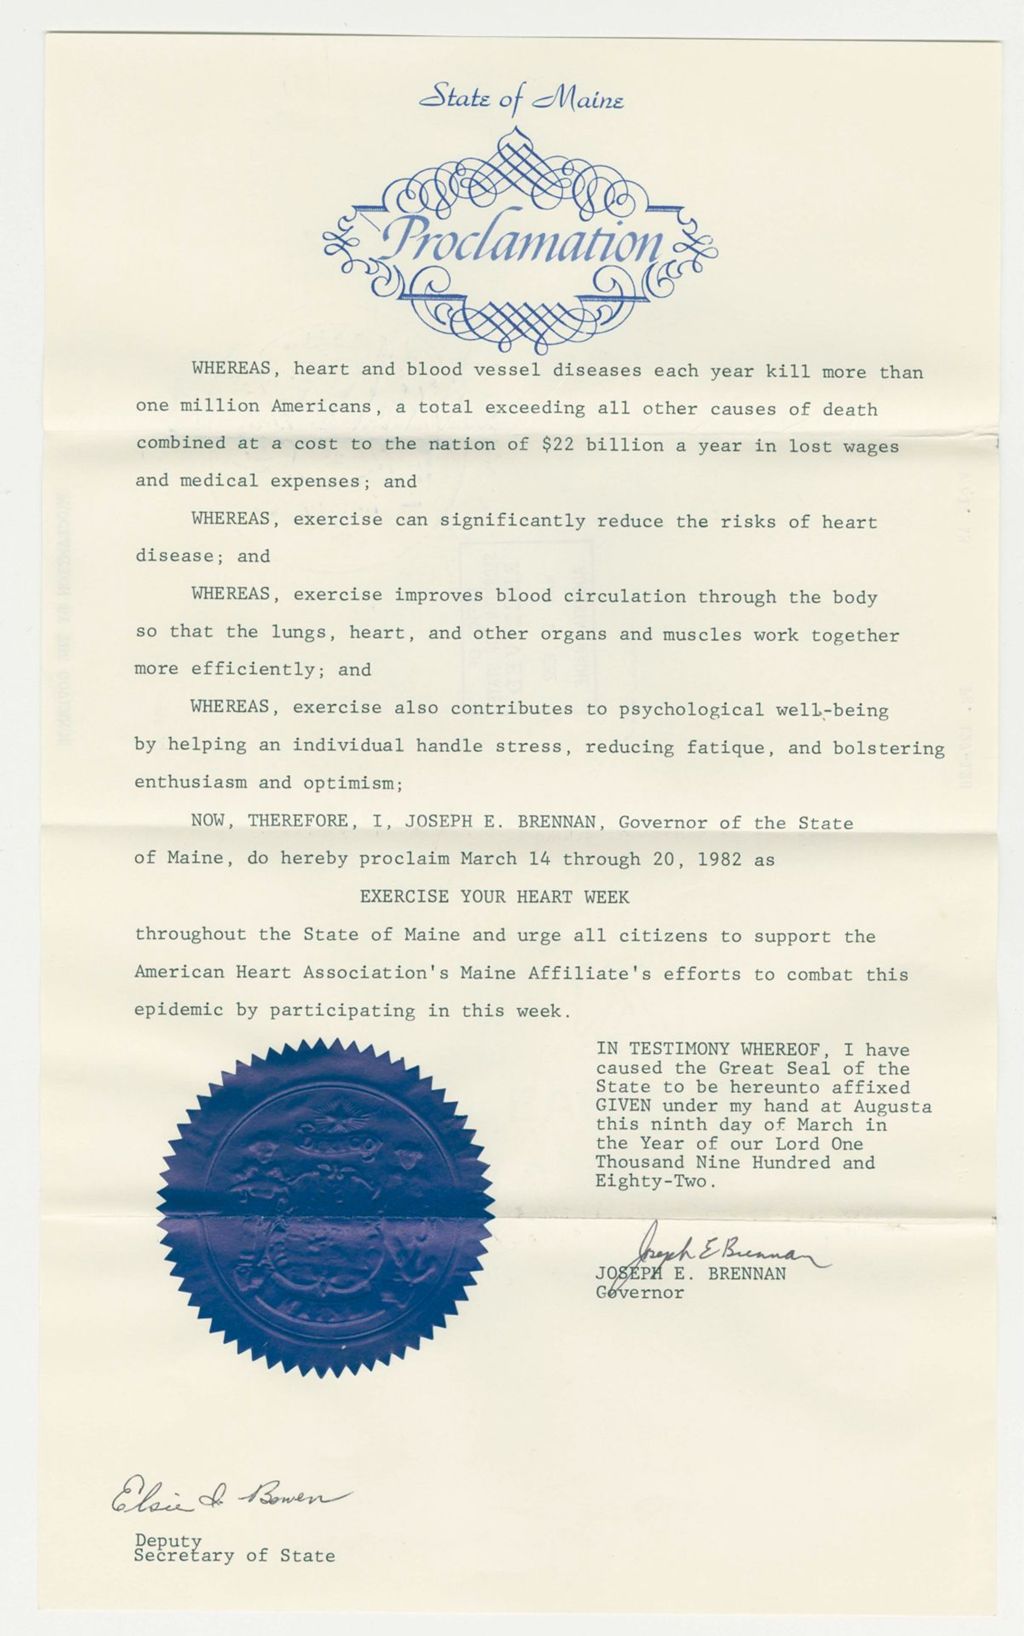 State of Maine
Proclamation
WHEREAS, heart and blood vessel diseases each year kill more than
one million Americans, a total exceeding all other causes of death
combined at a cost to the nation of $22 billion a year in lost wages
and medical expenses; and
WHEREAS, exercise can significantly reduce the risks of heart
disease; and
WHEREAS, exercise improves blood circulation through the body
so that the lungs, heart, and other organs and muscles work together
more efficiently; and
WHEREAS, exercise also contributes to psychological well-being
by helping an individual handle stress, reducing fatique, and bolstering
enthusiasm and optimism;
NOW, THEREFORE, I, JOSEPH E. BRENNAN, Governor of the State
of Maine, do hereby proclaim March 14 through 20, 1982 as
EXERCISE YOUR HEART WEEK
throughout the State of Maine and urge all citizens to support the
American Heart Association's Maine Affiliate's efforts to combat this
epidemic by participating in this week.
IN TESTIMONY WHEREOF, I have
caused the Great Seal of the
State to be hereunto affixed
GIVEN under my hand at Augusta
this ninth day of March in
the Year of our Lord One
Thousand Nine Hundred and
Eighty-Two.
Joseph E Brennan
JOSEPH E. BRENNAN
Governor
Elsie I. Bowen
Deputy
Secretary of State